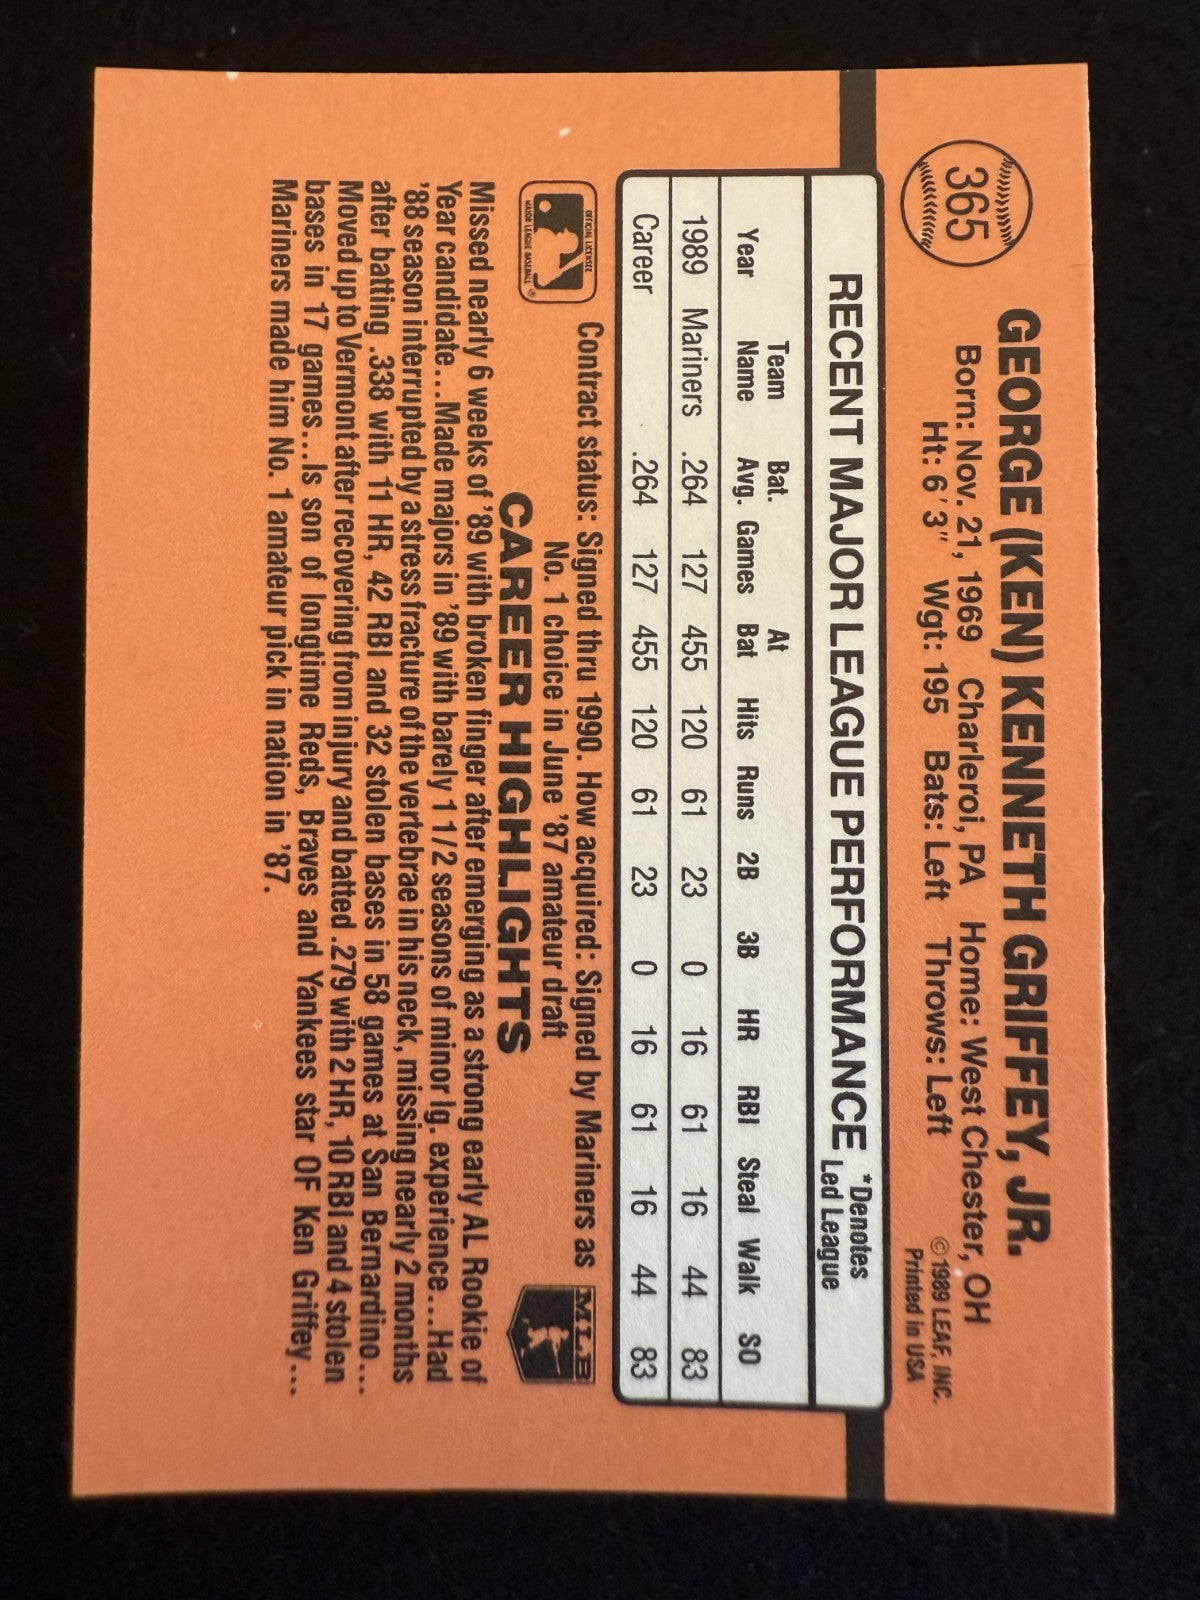 365
GEORGE (KEN) KENNETH GRIFFEY, JR.
Born: Nov. 21, 1969 Charleroi, PA Home: West Chester, OH
Ht: 6'3" Wgt: 195 Bats: Left Throws: Left
© 1989 LEAF, INC.
Printed in USA
RECENT MAJOR LEAGUE PERFORMANCE
*Denotes
Led League
Year Team Name Bat. Avg. Games At Bat Hits Runs 2B 3B HR RBI Steal Walk SO
1989 Mariners .264 127 455 120 61 23 0 16 61 16 44 83
Career .264 127 455 120 61 23 0 16 61 16 44 83
OFFICIAL LICENSEE
MAJOR LEAGUE BASEBALL ®
Contract status: Signed thru 1990. How acquired: Signed by Mariners as
No. 1 choice in June '87 amateur draft
MLB
CAREER HIGHLIGHTS
Missed nearly 6 weeks of '89 with broken finger after emerging as a strong early AL Rookie of
Year candidate...Made majors in '89 with barely 1 1/2 seasons of minor lg. experience...Had
'88 season interrupted by a stress fracture of the vertebrae in his neck, missing nearly 2 months
after batting .338 with 11 HR, 42 RBI and 32 stolen bases in 58 games at San Bernardino...
Moved up to Vermont after recovering from injury and batted .279 with 2 HR, 10 RBI and 4 stolen
bases in 17 games...Is son of longtime Reds, Braves and Yankees star OF Ken Griffey...
Mariners made him No. 1 amateur pick in nation in '87.